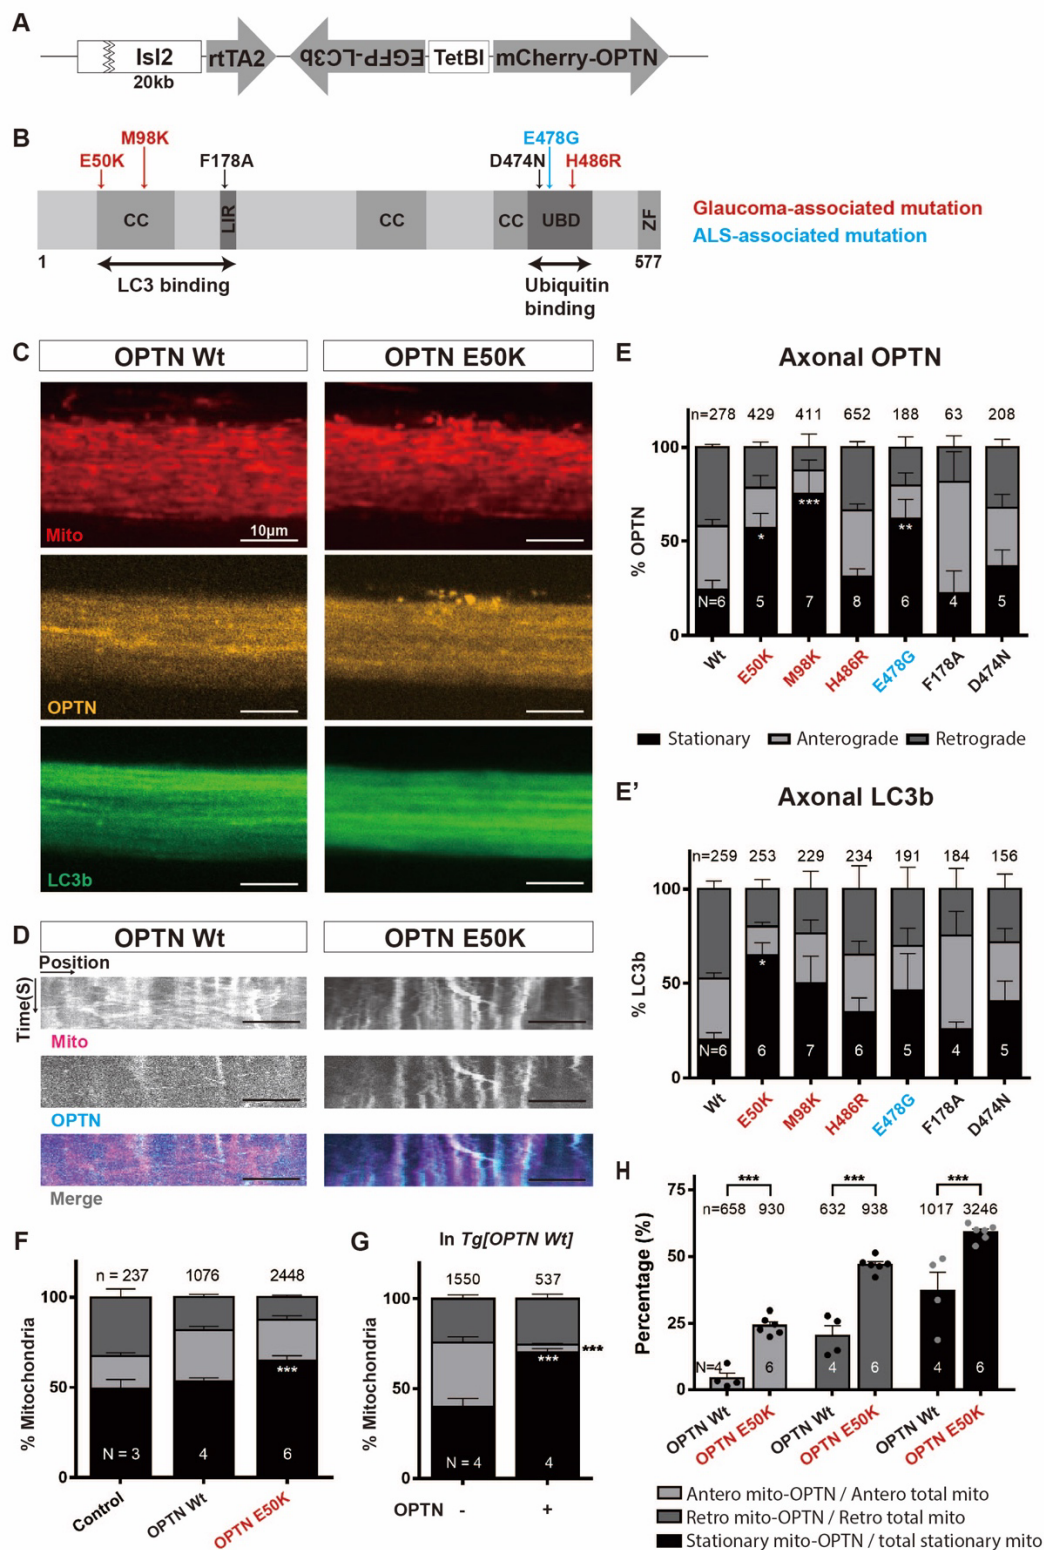 A
Isl2
20kb
rtTA2
EGFP-LC3b
TetBI
mCherry-OPTN
B
M98K
E50K
F178A
E478G
D474N
H486R
CC
LIR
CC
CC
UBD
ZF
1
577
LC3 binding
Ubiquitin
binding
Glaucoma-associated mutation
ALS-associated mutation
C
OPTN Wt
OPTN E50K
Mito
10µm
OPTN
LC3b
D
OPTN Wt
OPTN E50K
Position
Time(S)
Mito
OPTN
Merge
E
Axonal OPTN
n=278 429 411 652 188 63 208
% OPTN
100
50
0
* *** **
N=6 5 7 8 6 4 5
Wt E50K M98K H486R E478G F178A D474N
Stationary Anterograde Retrograde
E'
Axonal LC3b
n=259 253 229 234 191 184 156
% LC3b
100
50
0
*
N=6 6 7 6 5 4 5
Wt E50K M98K H486R E478G F178A D474N
F
n = 237 1076 2448
% Mitochondria
100
50
0
***
N = 3 4 6
Control OPTN Wt OPTN E50K
G
In Tg[OPTN Wt]
1550 537
% Mitochondria
100
50
0
***
***
N = 4 4
OPTN - +
H
*** *** ***
n=658 930 632 938 1017 3246
Percentage (%)
75
50
25
0
N=4 6 4 6 4 6
OPTN Wt OPTN E50K OPTN Wt OPTN E50K OPTN Wt OPTN E50K
Antero mito-OPTN / Antero total mito
Retro mito-OPTN / Retro total mito
Stationary mito-OPTN / total stationary mito